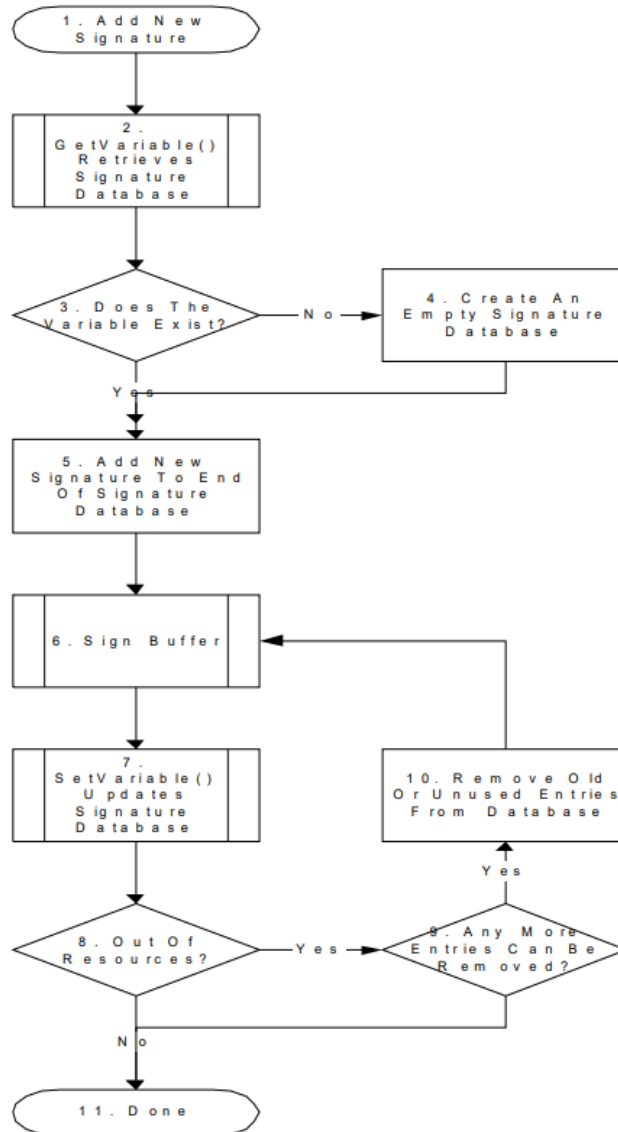 1. Add New
Signature
2.
GetVariable()
Retrieves
Signature
Database
3. Does The
Variable Exist?
No
4. Create An
Empty Signature
Database
Yes
5. Add New
Signature To End
Of Signature
Database
6. Sign Buffer
7.
SetVariable()
Updates
Signature
Database
10. Remove Old
Or Unused Entries
From Database
Yes
8. Out Of
Resources?
Yes
9. Any More
Entries Can Be
Removed?
No
11. Done